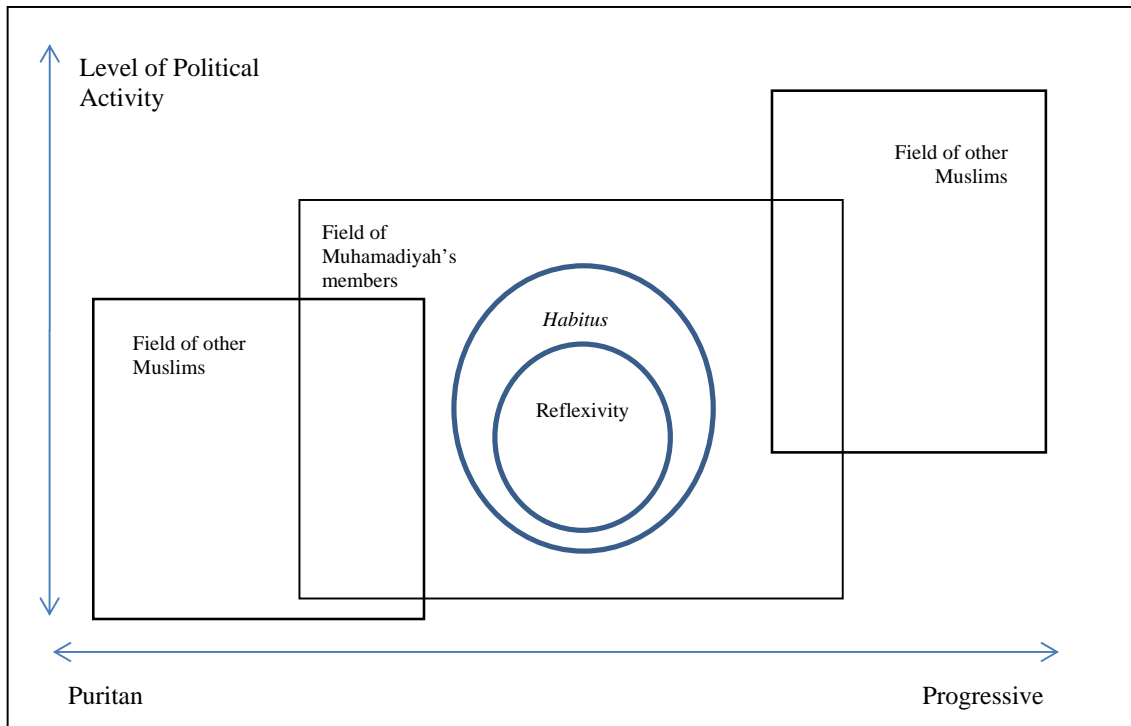 Level of Political
Activity
Field of other
Muslims
Field of
Muhamadiyah’s
members
Habitus
Field of other
Muslims
Reflexivity
Puritan
Progressive